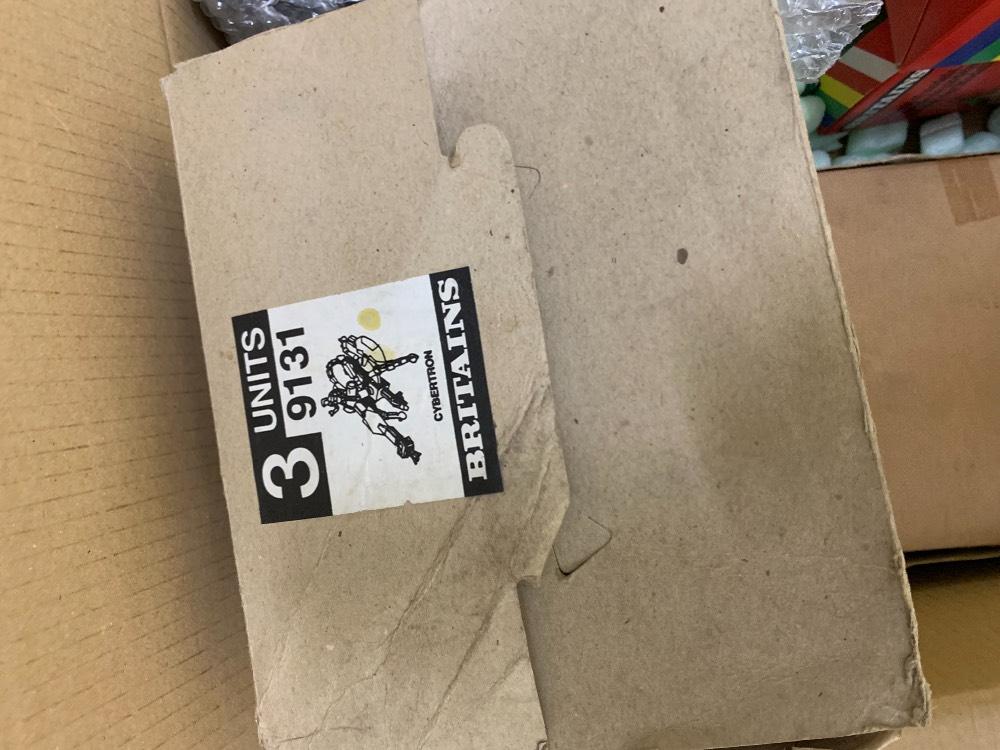 3 UNITS
9131
CYBERTRON
BRITAINS